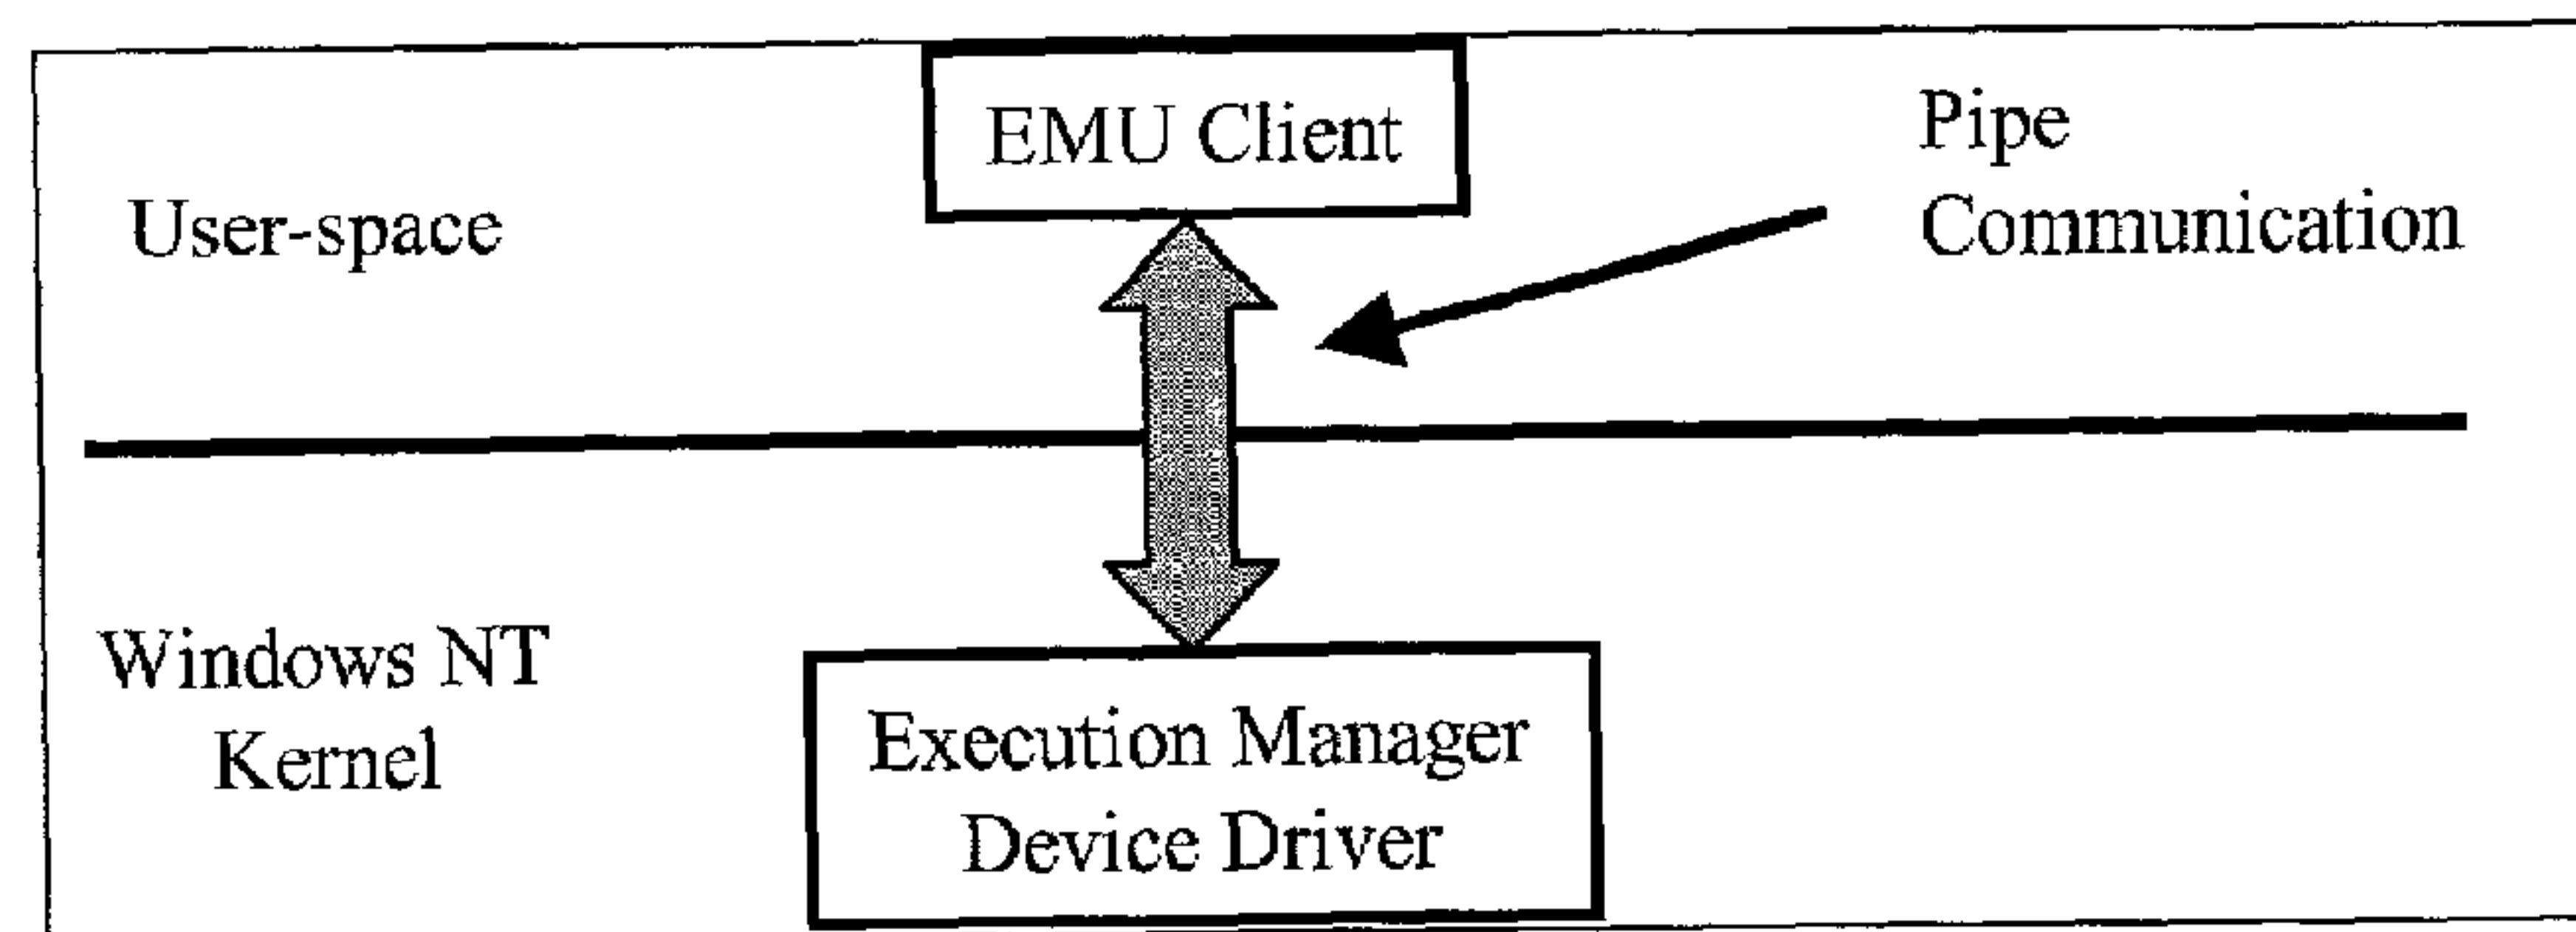 EMU Client
Pipe
Communication
User-space
Windows NT
Kernel
Execution Manager
Device Driver